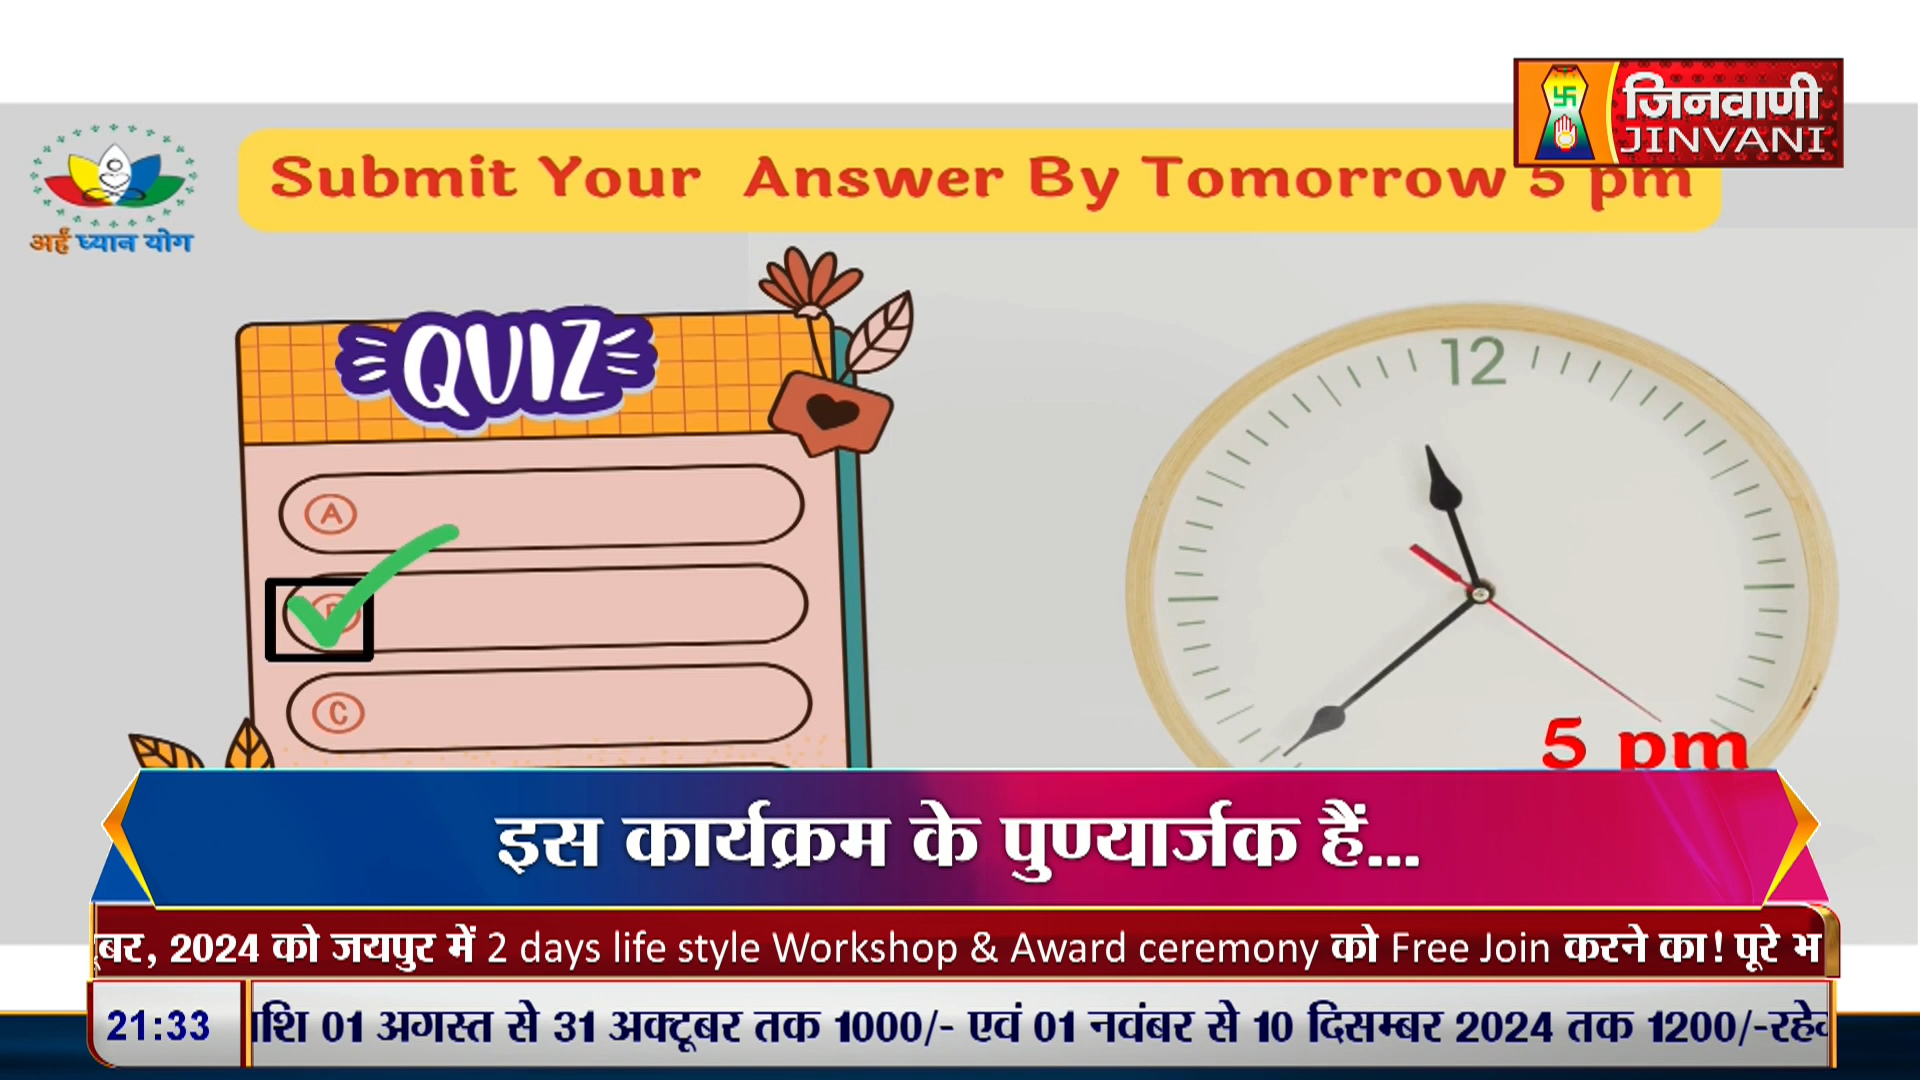 जिनवाणी
JINVANI
Submit Your Answer By Tomorrow 5 pm
अर्हं ध्यान योग
QUIZ
12
A
C
5 pm
इस कार्यक्रम के पुण्यार्जक हैं...
2024 को जयपुर में 2 days life style Workshop & Award ceremony को Free Join करने का! पूरे
21:33
01 अगस्त से 31 अक्टूबर तक 1000/- एवं 01 नवंबर से 10 दिसम्बर 2024 तक 1200/-